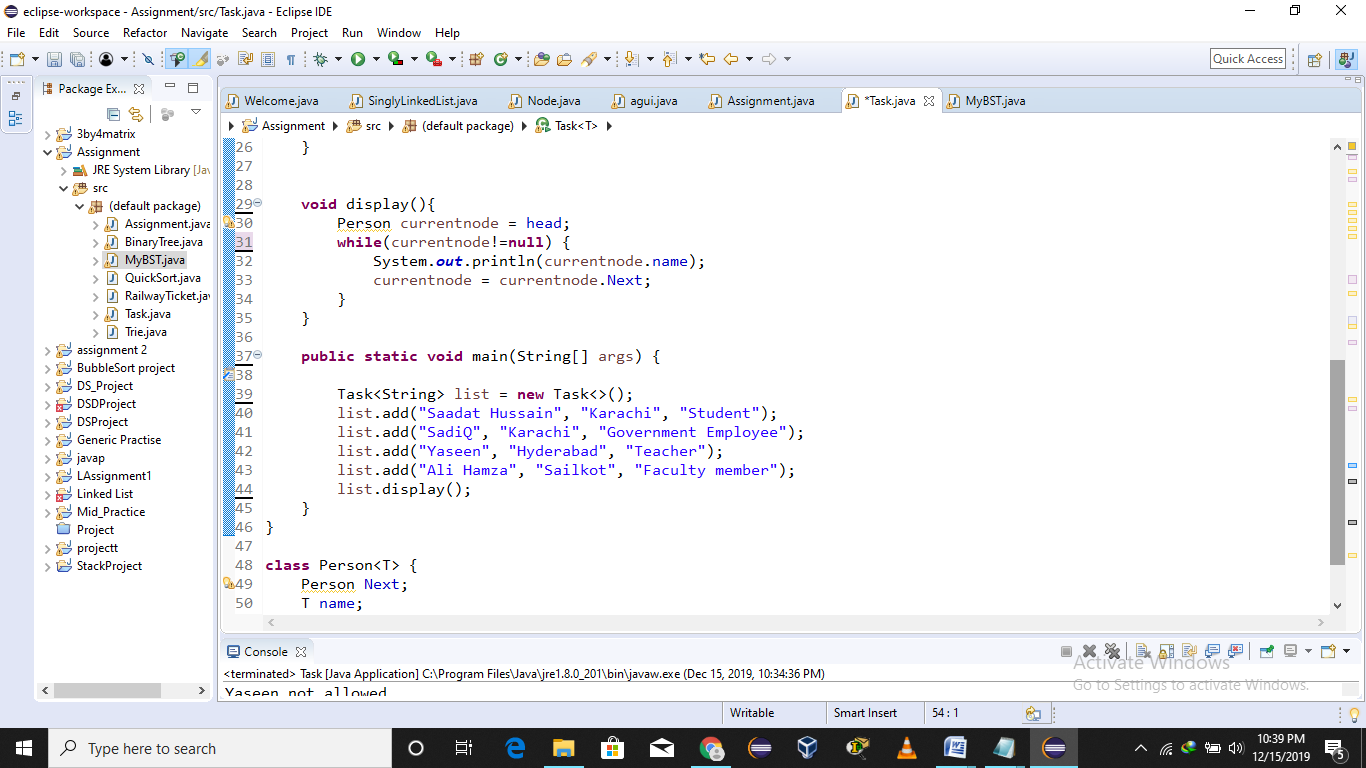 eclipse-workspace - Assignment/src/Task.java - Eclipse IDE
File Edit Source Refactor Navigate Search Project Run Window Help
Quick Access
Package Ex...
Welcome.java SinglyLinkedList.java Node.java agui.java Assignment.java *Task.java MyBST.java
Assignment src (default package) Task<T>
3by4matrix
Assignment
JRE System Library [Jav
src
(default package)
Assignment.java
BinaryTree.java
MyBST.java
QuickSort.java
RailwayTicket.jav
Task.java
Trie.java
assignment 2
BubbleSort project
DS_Project
DSDProject
DSProject
Generic Practise
javap
LAssignment1
Linked List
Mid_Practice
Project
projectt
StackProject
26 }
27
28
29 void display(){
30 Person currentnode = head;
31 while(currentnode!=null) {
32 System.out.println(currentnode.name);
33 currentnode = currentnode.Next;
34 }
35 }
36
37 public static void main(String[] args) {
38
39 Task<String> list = new Task<>();
40 list.add("Saadat Hussain", "Karachi", "Student");
41 list.add("SadiQ", "Karachi", "Government Employee");
42 list.add("Yaseen", "Hyderabad", "Teacher");
43 list.add("Ali Hamza", "Sailkot", "Faculty member");
44 list.display();
45 }
46 }
47
48 class Person<T> {
49 Person Next;
50 T name;
Console
<terminated> Task [Java Application] C:\Program Files\Java\jre1.8.0_201\bin\javaw.exe (Dec 15, 2019, 10:34:36 PM)
Yaseen not allowed
Activate Windows
Go to Settings to activate Windows.
Writable Smart Insert 54 : 1
Type here to search
10:39 PM
12/15/2019
5